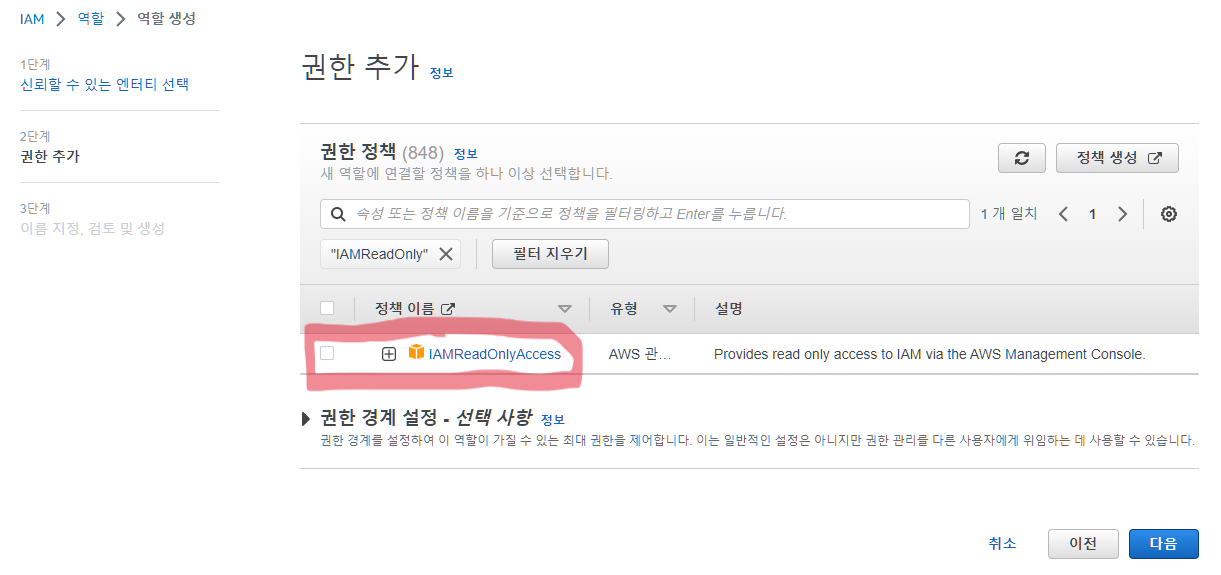 IAM > 역할 > 역할 생성
1단계
신뢰할 수 있는 엔터티 선택
2단계
권한 추가
3단계
이름 지정, 검토 및 생성
권한 추가 정보
권한 정책 (848) 정보
새 역할에 연결할 정책을 하나 이상 선택합니다.
정책 생성
속성 또는 정책 이름을 기준으로 정책을 필터링하고 Enter를 누릅니다.
1 개 일치
1
"IAMReadOnly"
필터 지우기
정책 이름 유형 설명
IAMReadOnlyAccess AWS 관... Provides read only access to IAM via the AWS Management Console.
권한 경계 설정 - 선택 사항 정보
권한 경계를 설정하여 이 역할이 가질 수 있는 최대 권한을 제어합니다. 이는 일반적인 설정은 아니지만 권한 관리를 다른 사용자에게 위임하는 데 사용할 수 있습니다.
취소 이전 다음